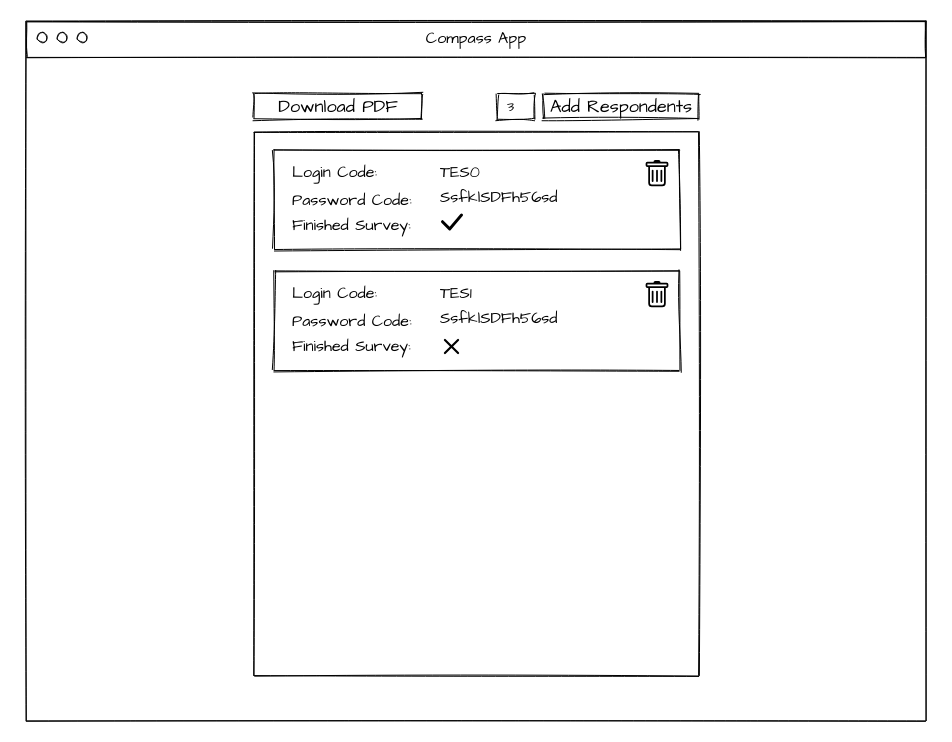 Compass App
Download PDF
3
Add Respondents
Login Code: TES0
Password Code: SsfklSDFh56sd
Finished Survey:
Login Code: TES1
Password Code: SsfklSDFh56sd
Finished Survey: